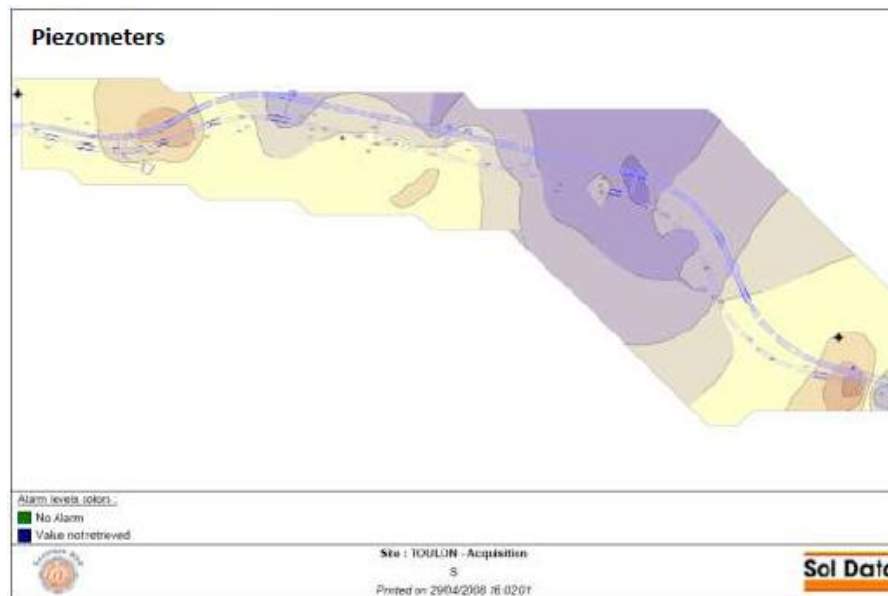 Piezometers
Alarm levels colors :
No Alarm
Value not retrieved
Site : TOULON - Acquisition
S
Printed on 29/04/2008 16:02:01
Sol Data